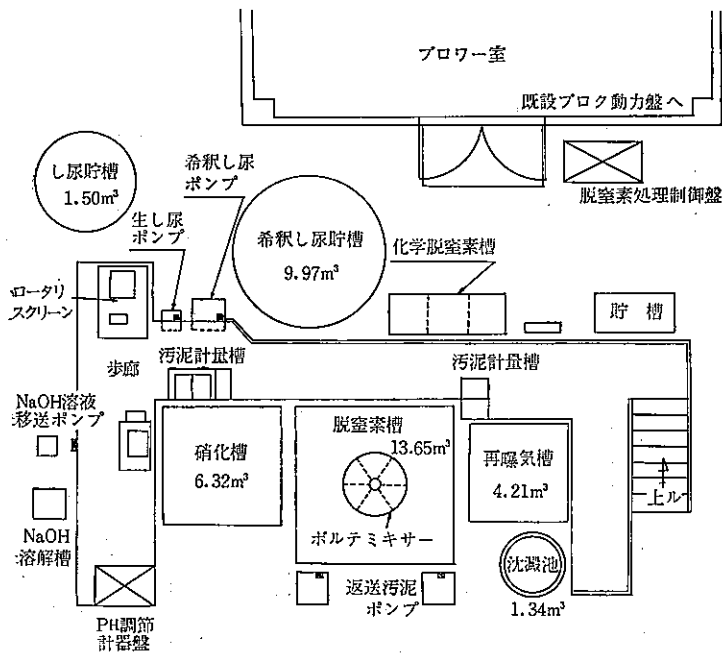 ブロワー室
既設ブロク動力盤へ
脱窒素処理制御盤
し尿貯槽
1.50m³
希釈し尿
ポンプ
生し尿
ポンプ
希釈し尿貯槽
9.97m³
化学脱窒素槽
貯槽
ロータリ
スクリーン
歩廊
汚泥計量槽
汚泥計量槽
NaOH溶液
移送ポンプ
硝化槽
6.32m³
脱窒素槽
13.65m³
再曝気槽
4.21m³
上ル
ボルテミキサー
NaOH
溶解槽
沈澱池
1.34m³
返送汚泥
ポンプ
PH調節
計器盤